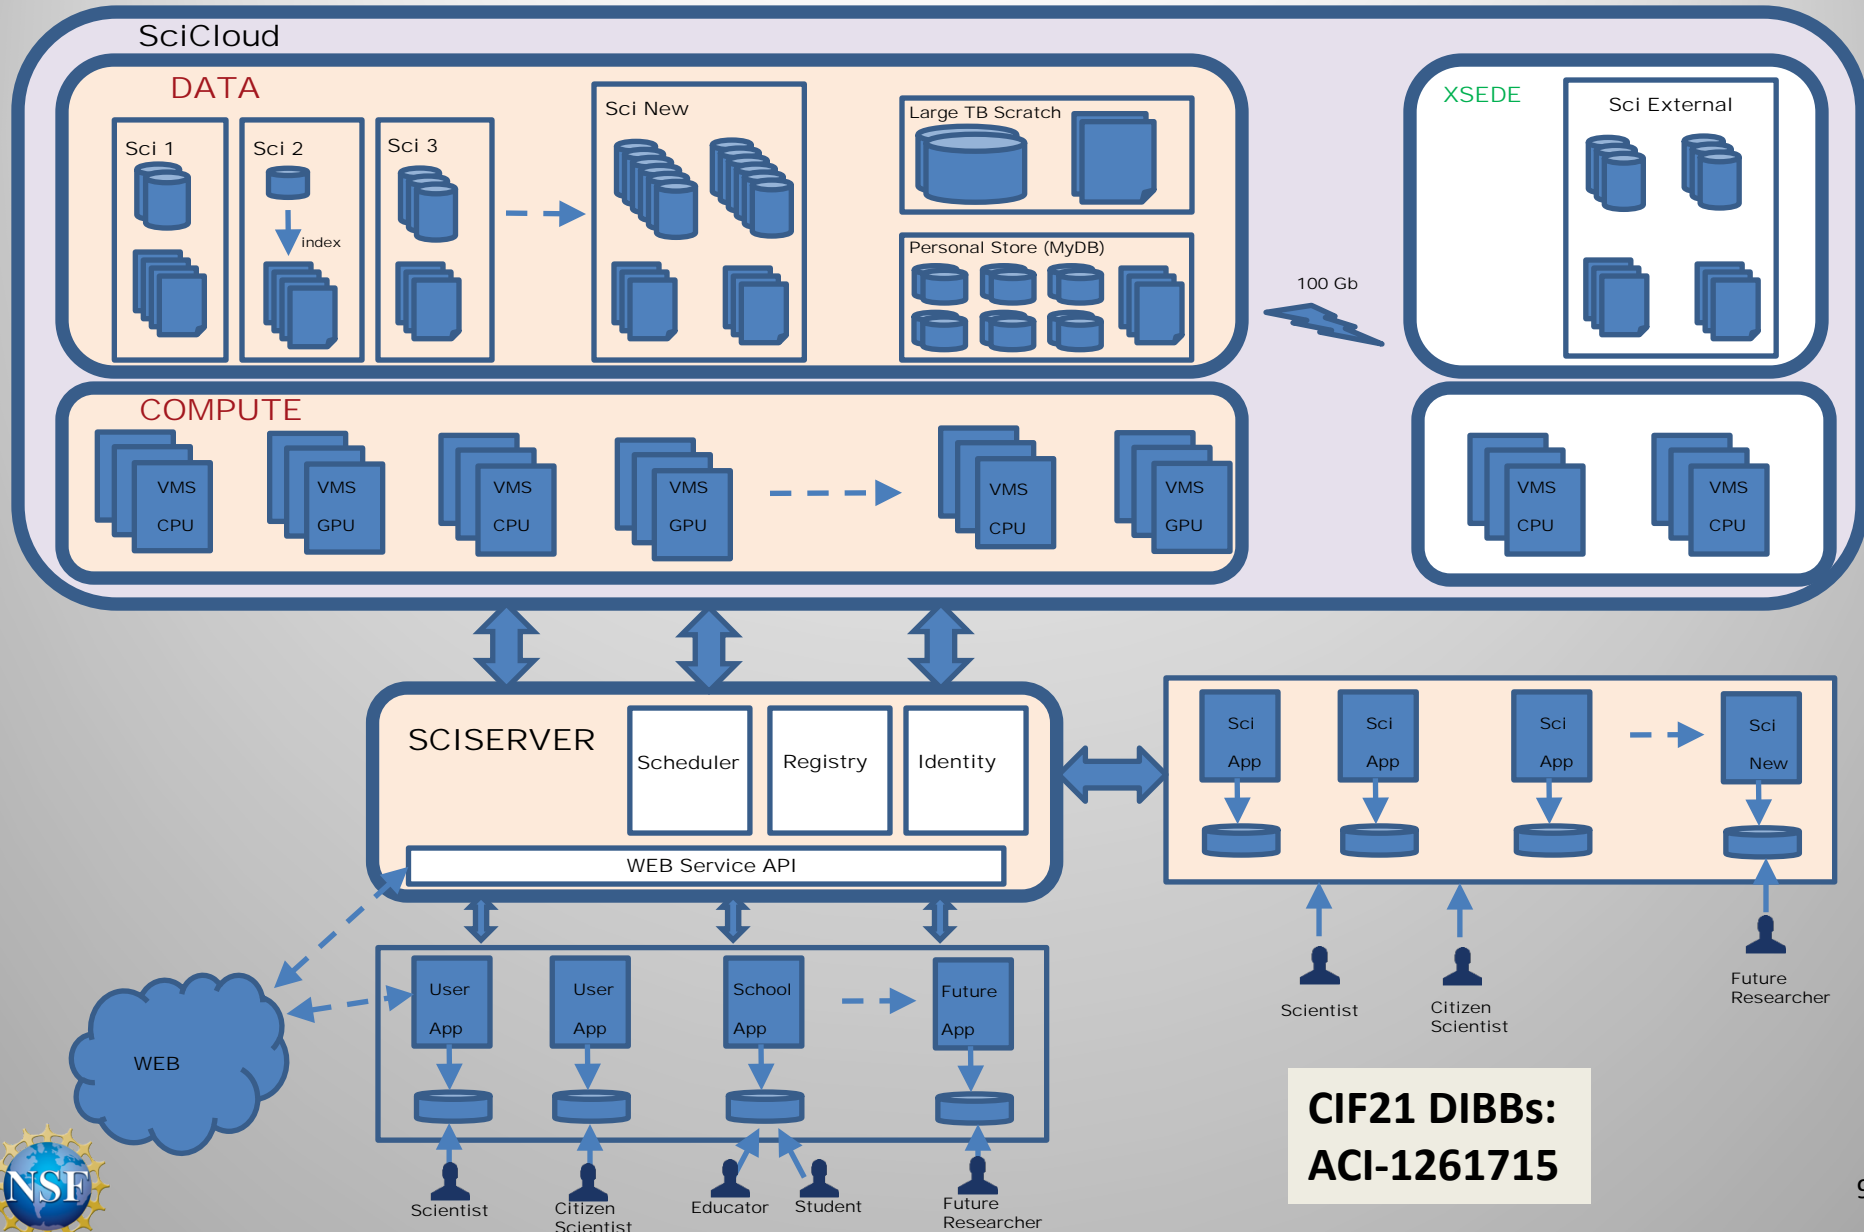 SciCloud
DATA
Sci 1
Sci 2
index
Sci 3
Sci New
Large TB Scratch
Personal Store (MyDB)
100 Gb
XSEDE
Sci External
COMPUTE
VMS
CPU
VMS
GPU
VMS
CPU
VMS
GPU
VMS
CPU
VMS
GPU
VMS
CPU
VMS
CPU
SCISERVER
Scheduler
Registry
Identity
WEB Service API
Sci
App
Sci
App
Sci
App
Sci
New
Scientist
Citizen
Scientist
Future
Researcher
WEB
User
App
User
App
School
App
Future
App
Scientist
Citizen
Scientist
Educator
Student
Future
Researcher
CIF21 DIBBs:
ACI-1261715
NSF
9